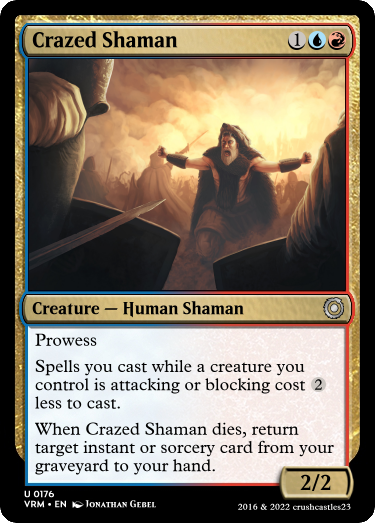 Crazed Shaman 1
Creature — Human Shaman
Prowess
Spells you cast while a creature you
control is attacking or blocking cost 2
less to cast.
When Crazed Shaman dies, return
target instant or sorcery card from your
graveyard to your hand.
2/2
U 0176
VRM • EN Jonathan Gebel
2016 & 2022 crushcastles23